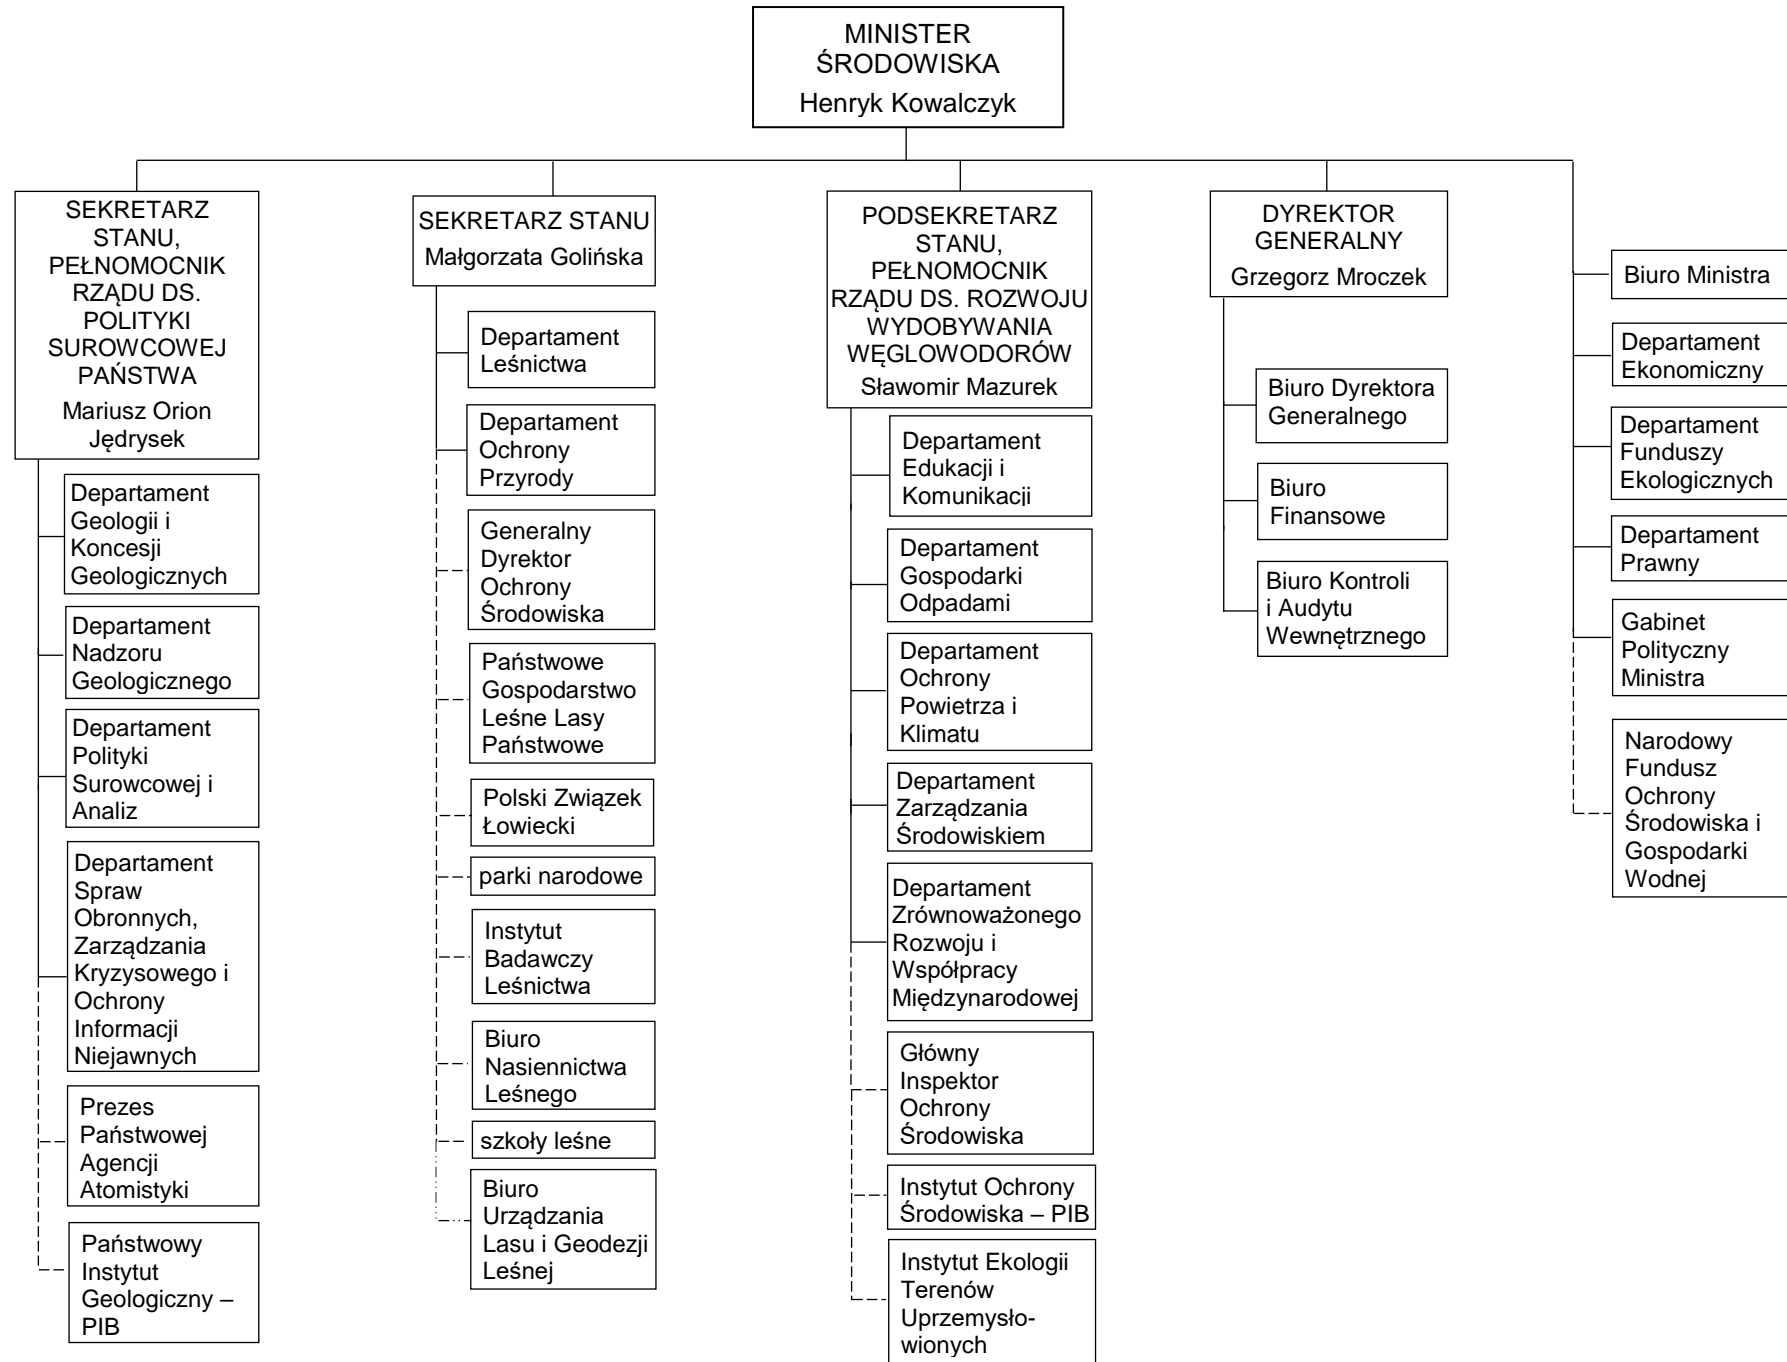 MINISTER
ŚRODOWISKA
Henryk Kowalczyk
SEKRETARZ
STANU,
PEŁNOMOCNIK
RZĄDU DS.
POLITYKI
SUROWCOWEJ
PAŃSTWA
Mariusz Orion
Jędrysek
Departament
Geologii i
Koncesji
Geologicznych
Departament
Nadzoru
Geologicznego
Departament
Polityki
Surowcowej i
Analiz
Departament
Spraw
Obronnych,
Zarządzania
Kryzysowego i
Ochrony
Informacji
Niejawnych
Prezes
Państwowej
Agencji
Atomistyki
Państwowy
Instytut
Geologiczny –
PIB
SEKRETARZ STANU
Małgorzata Golińska
Departament
Leśnictwa
Departament
Ochrony
Przyrody
Generalny
Dyrektor
Ochrony
Środowiska
Państwowe
Gospodarstwo
Leśne Lasy
Państwowe
Polski Związek
Łowiecki
parki narodowe
Instytut
Badawczy
Leśnictwa
Biuro
Nasiennictwa
Leśnego
szkoły leśne
Biuro
Urządzania
Lasu i Geodezji
Leśnej
PODSEKRETARZ
STANU,
PEŁNOMOCNIK
RZĄDU DS. ROZWOJU
WYDOBYWANIA
WĘGLOWODORÓW
Sławomir Mazurek
Departament
Edukacji i
Komunikacji
Departament
Gospodarki
Odpadami
Departament
Ochrony
Powietrza i
Klimatu
Departament
Zarządzania
Środowiskiem
Departament
Zrównoważonego
Rozwoju i
Współpracy
Międzynarodowej
Główny
Inspektor
Ochrony
Środowiska
Instytut Ochrony
Środowiska – PIB
Instytut Ekologii
Terenów
Uprzemysło-
wionych
DYREKTOR
GENERALNY
Grzegorz Mroczek
Biuro Dyrektora
Generalnego
Biuro
Finansowe
Biuro Kontroli
i Audytu
Wewnętrznego
Biuro Ministra
Departament
Ekonomiczny
Departament
Funduszy
Ekologicznych
Departament
Prawny
Gabinet
Polityczny
Ministra
Narodowy
Fundusz
Ochrony
Środowiska i
Gospodarki
Wodnej